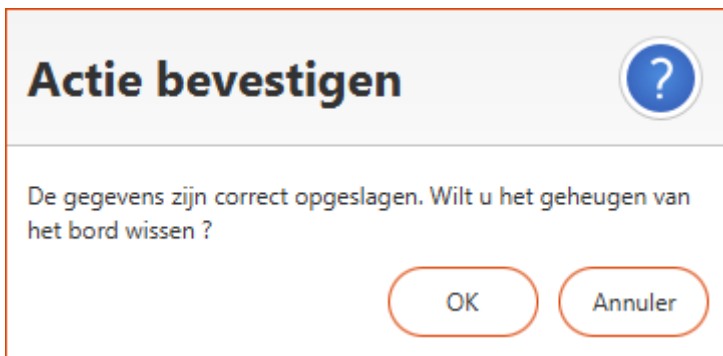 Actie bevestigen
?
De gegevens zijn correct opgeslagen. Wilt u het geheugen van
het bord wissen ?
OK
Annuler